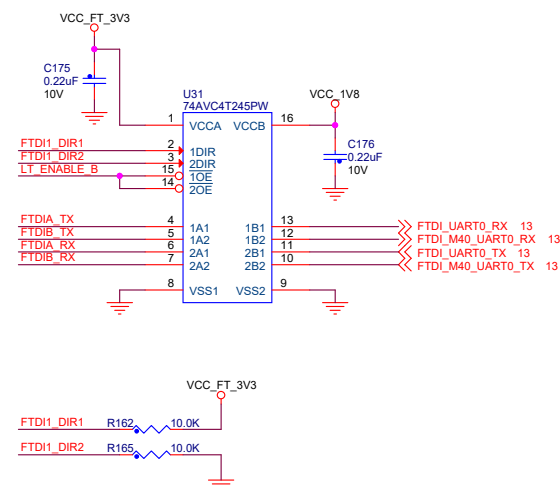 VCC_FT_3V3
C175
0.22uF
10V
U31
74AVC4T245PW
VCC_1V8
1 VCCA VCCB 16
C176
0.22uF
10V
FTDI1_DIR1 2 1DIR
FTDI1_DIR2 3 2DIR
LT_ENABLE_B 15 1OE
14 2OE
FTDIA_TX 4 1A1 1B1 13 FTDI_UART0_RX 13
FTDIB_TX 5 1A2 1B2 12 FTDI_M40_UART0_RX 13
FTDIA_RX 6 2A1 2B1 11 FTDI_UART0_TX 13
FTDIB_RX 7 2A2 2B2 10 FTDI_M40_UART0_TX 13
8 VSS1 VSS2 9
VCC_FT_3V3
FTDI1_DIR1 R162 10.0K
FTDI1_DIR2 R165 10.0K